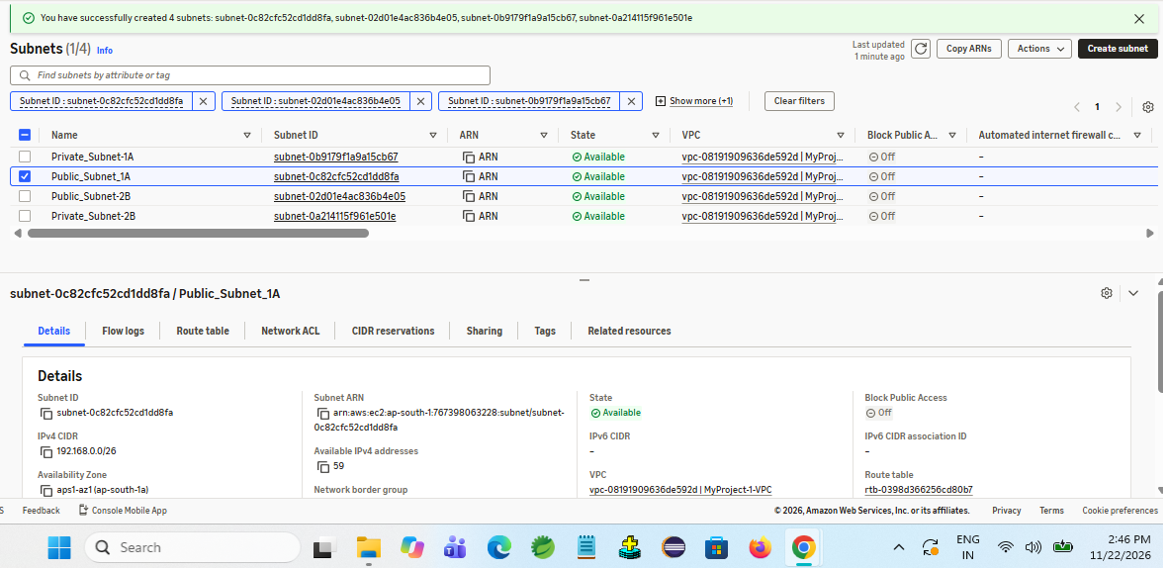 You have successfully created 4 subnets: subnet-0c82cfc52cd1dd8fa, subnet-02d01e4ac836b4e05, subnet-0b9179f1a9a15cb67, subnet-0a214115f961e501e
Subnets (1/4) Info
Last updated
1 minute ago
Copy ARNs
Actions
Create subnet
Find subnets by attribute or tag
Subnet ID : subnet-0c82cfc52cd1dd8fa
Subnet ID : subnet-02d01e4ac836b4e05
Subnet ID : subnet-0b9179f1a9a15cb67
Show more (+1)
Clear filters
1
Name Subnet ID ARN State VPC Block Public A... Automated internet firewall c...
Private_Subnet-1A subnet-0b9179f1a9a15cb67 ARN Available vpc-08191909636de592d | MyProj... Off –
Public_Subnet_1A subnet-0c82cfc52cd1dd8fa ARN Available vpc-08191909636de592d | MyProj... Off –
Public_Subnet-2B subnet-02d01e4ac836b4e05 ARN Available vpc-08191909636de592d | MyProj... Off –
Private_Subnet-2B subnet-0a214115f961e501e ARN Available vpc-08191909636de592d | MyProj... Off –
subnet-0c82cfc52cd1dd8fa / Public_Subnet_1A
Details Flow logs Route table Network ACL CIDR reservations Sharing Tags Related resources
Details
Subnet ID
subnet-0c82cfc52cd1dd8fa
IPv4 CIDR
192.168.0.0/26
Availability Zone
aps1-az1 (ap-south-1a)
Subnet ARN
arn:aws:ec2:ap-south-1:767398063228:subnet/subnet-
0c82cfc52cd1dd8fa
Available IPv4 addresses
59
Network border group
State
Available
IPv6 CIDR
–
VPC
vpc-08191909636de592d | MyProject-1-VPC
Block Public Access
Off
IPv6 CIDR association ID
–
Route table
rtb-0398d366256cd80b7
S Feedback Console Mobile App © 2026, Amazon Web Services, Inc. or its affiliates. Privacy Terms Cookie preferences
Search
ENG
IN
2:46 PM
11/22/2026